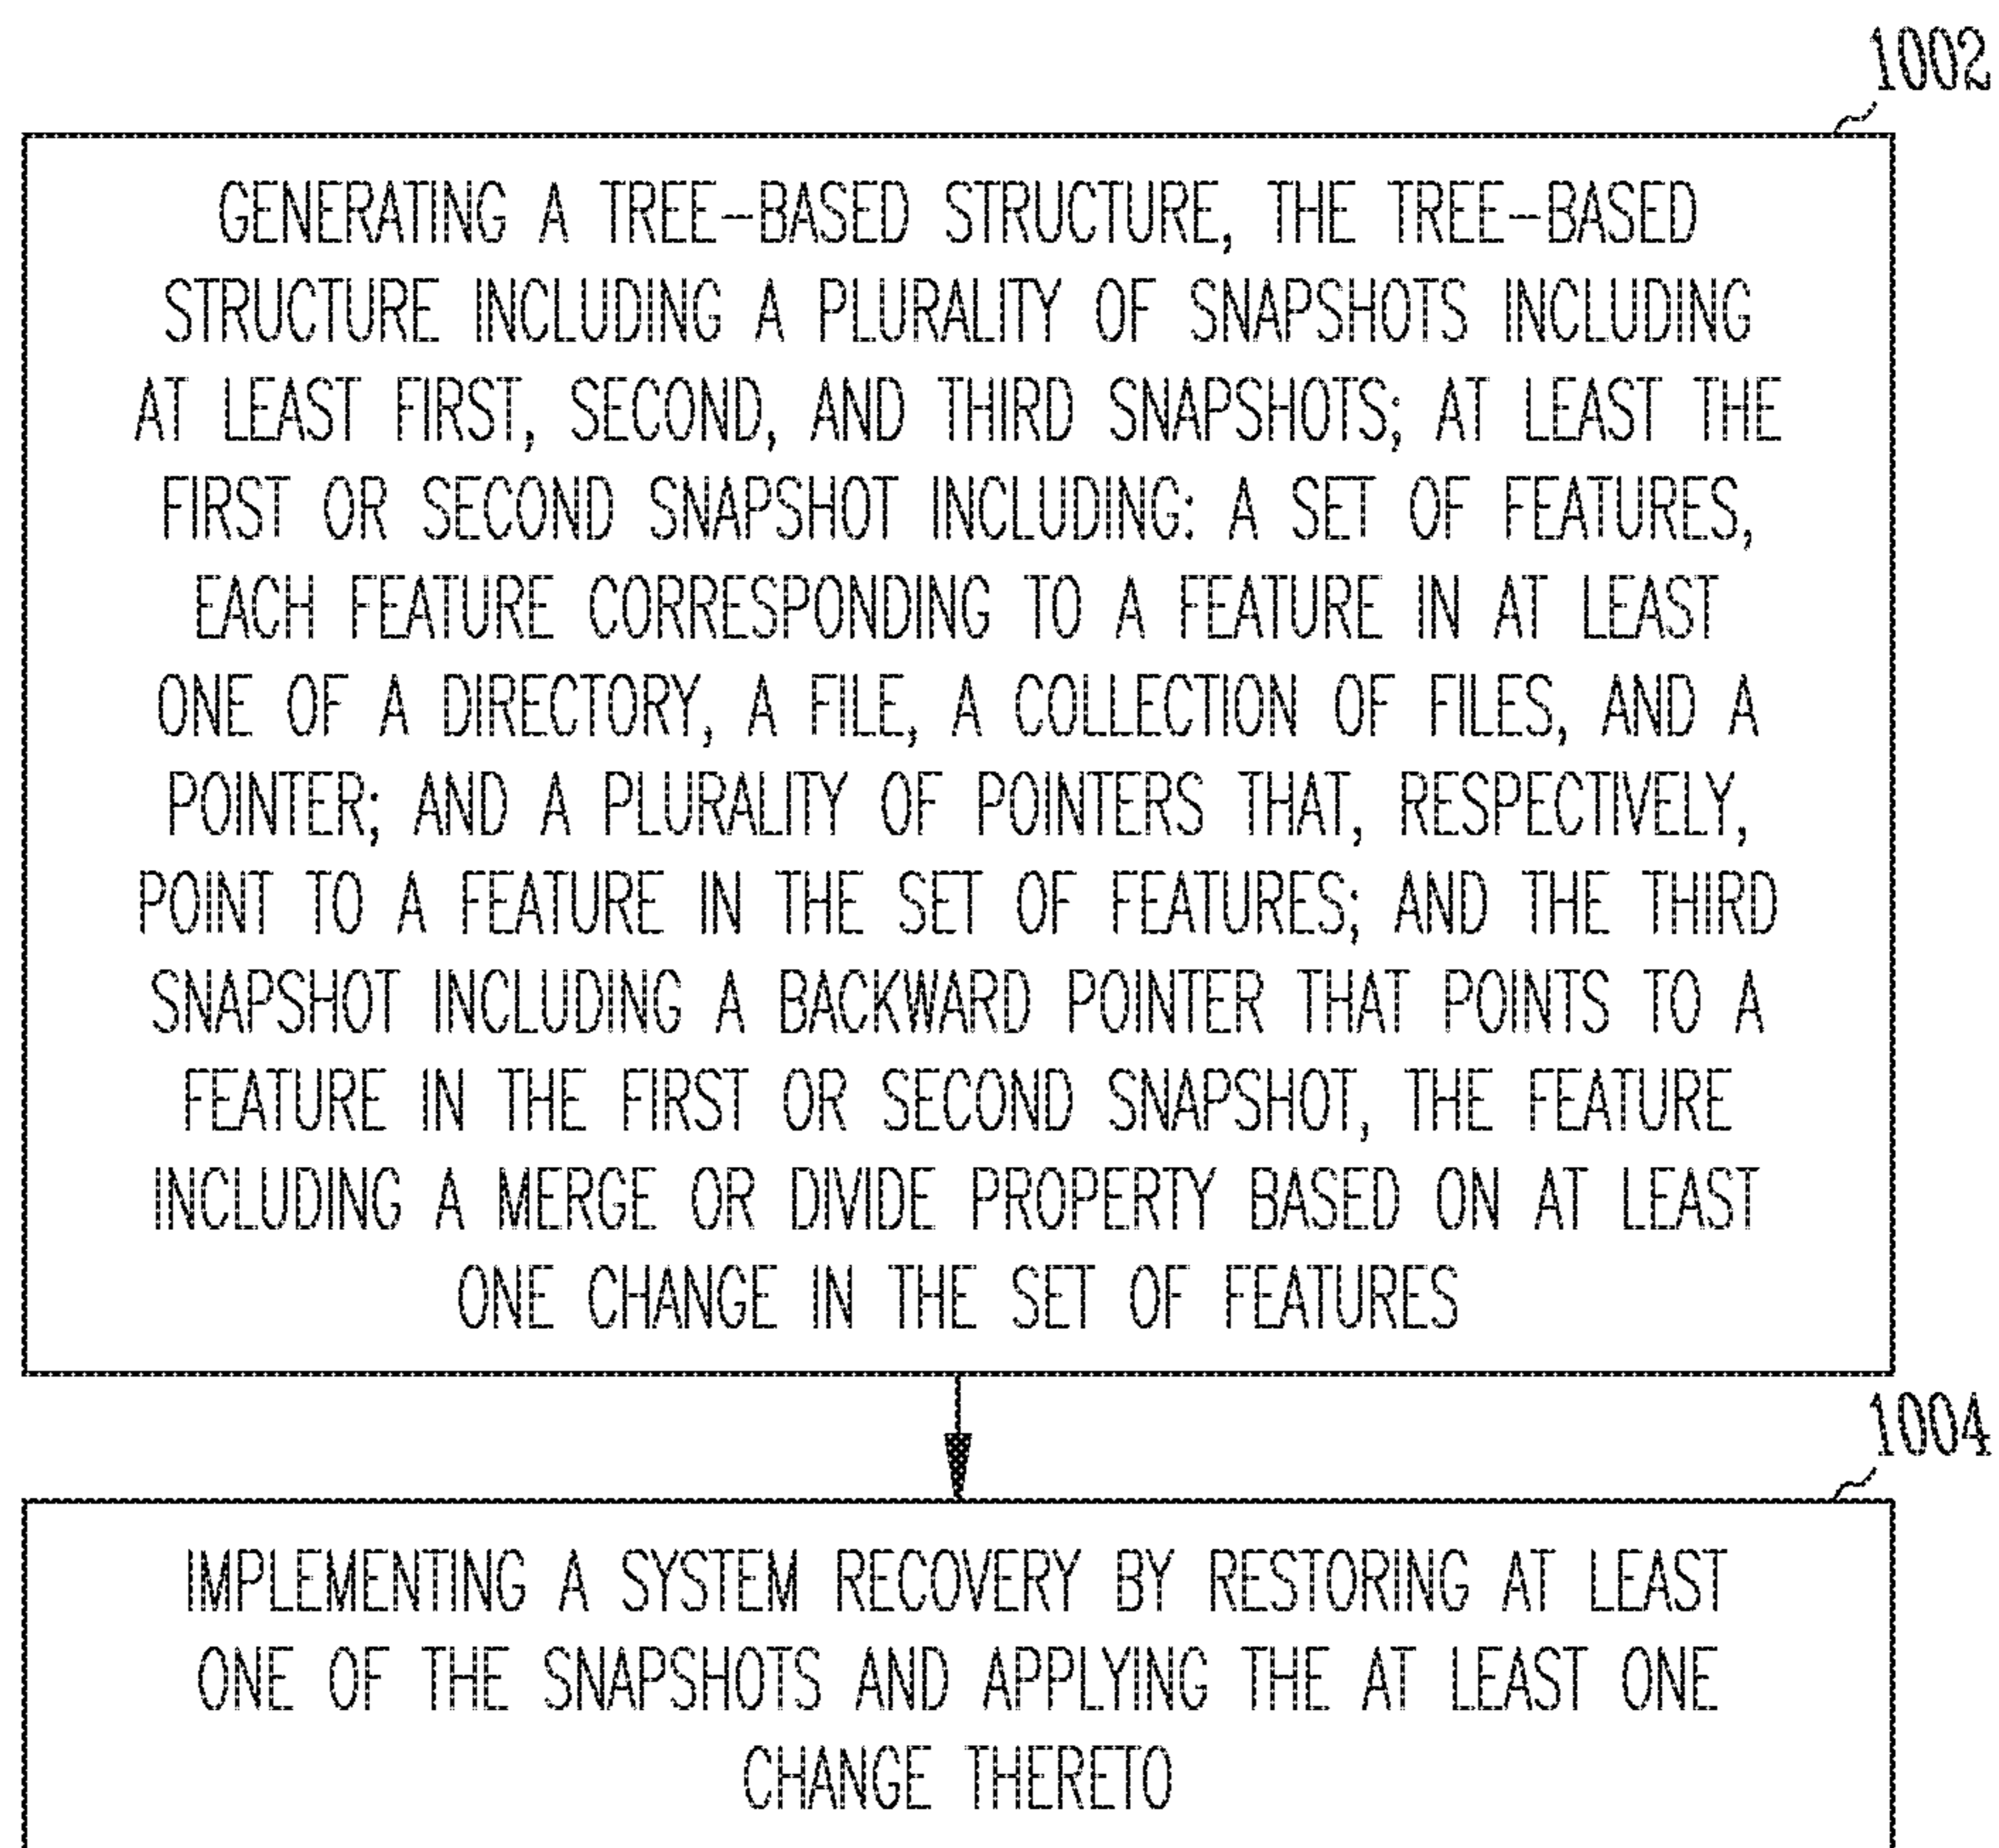 1002
GENERATING A TREE-BASED STRUCTURE, THE TREE-BASED
STRUCTURE INCLUDING A PLURALITY OF SNAPSHOTS INCLUDING
AT LEAST FIRST, SECOND, AND THIRD SNAPSHOTS; AT LEAST THE
FIRST OR SECOND SNAPSHOT INCLUDING: A SET OF FEATURES,
EACH FEATURE CORRESPONDING TO A FEATURE IN AT LEAST
ONE OF A DIRECTORY, A FILE, A COLLECTION OF FILES, AND A
POINTER; AND A PLURALITY OF POINTERS THAT, RESPECTIVELY,
POINT TO A FEATURE IN THE SET OF FEATURES; AND THE THIRD
SNAPSHOT INCLUDING A BACKWARD POINTER THAT POINTS TO A
FEATURE IN THE FIRST OR SECOND SNAPSHOT, THE FEATURE
INCLUDING A MERGE OR DIVIDE PROPERTY BASED ON AT LEAST
ONE CHANGE IN THE SET OF FEATURES
1004
IMPLEMENTING A SYSTEM RECOVERY BY RESTORING AT LEAST
ONE OF THE SNAPSHOTS AND APPLYING THE AT LEAST ONE
CHANGE THERETO